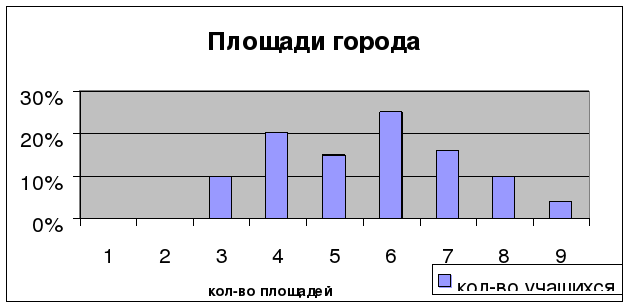 Площади города
30%
20%
10%
0%
1 2 3 4 5 6 7 8 9
кол-во площадей
кол-во учащихся